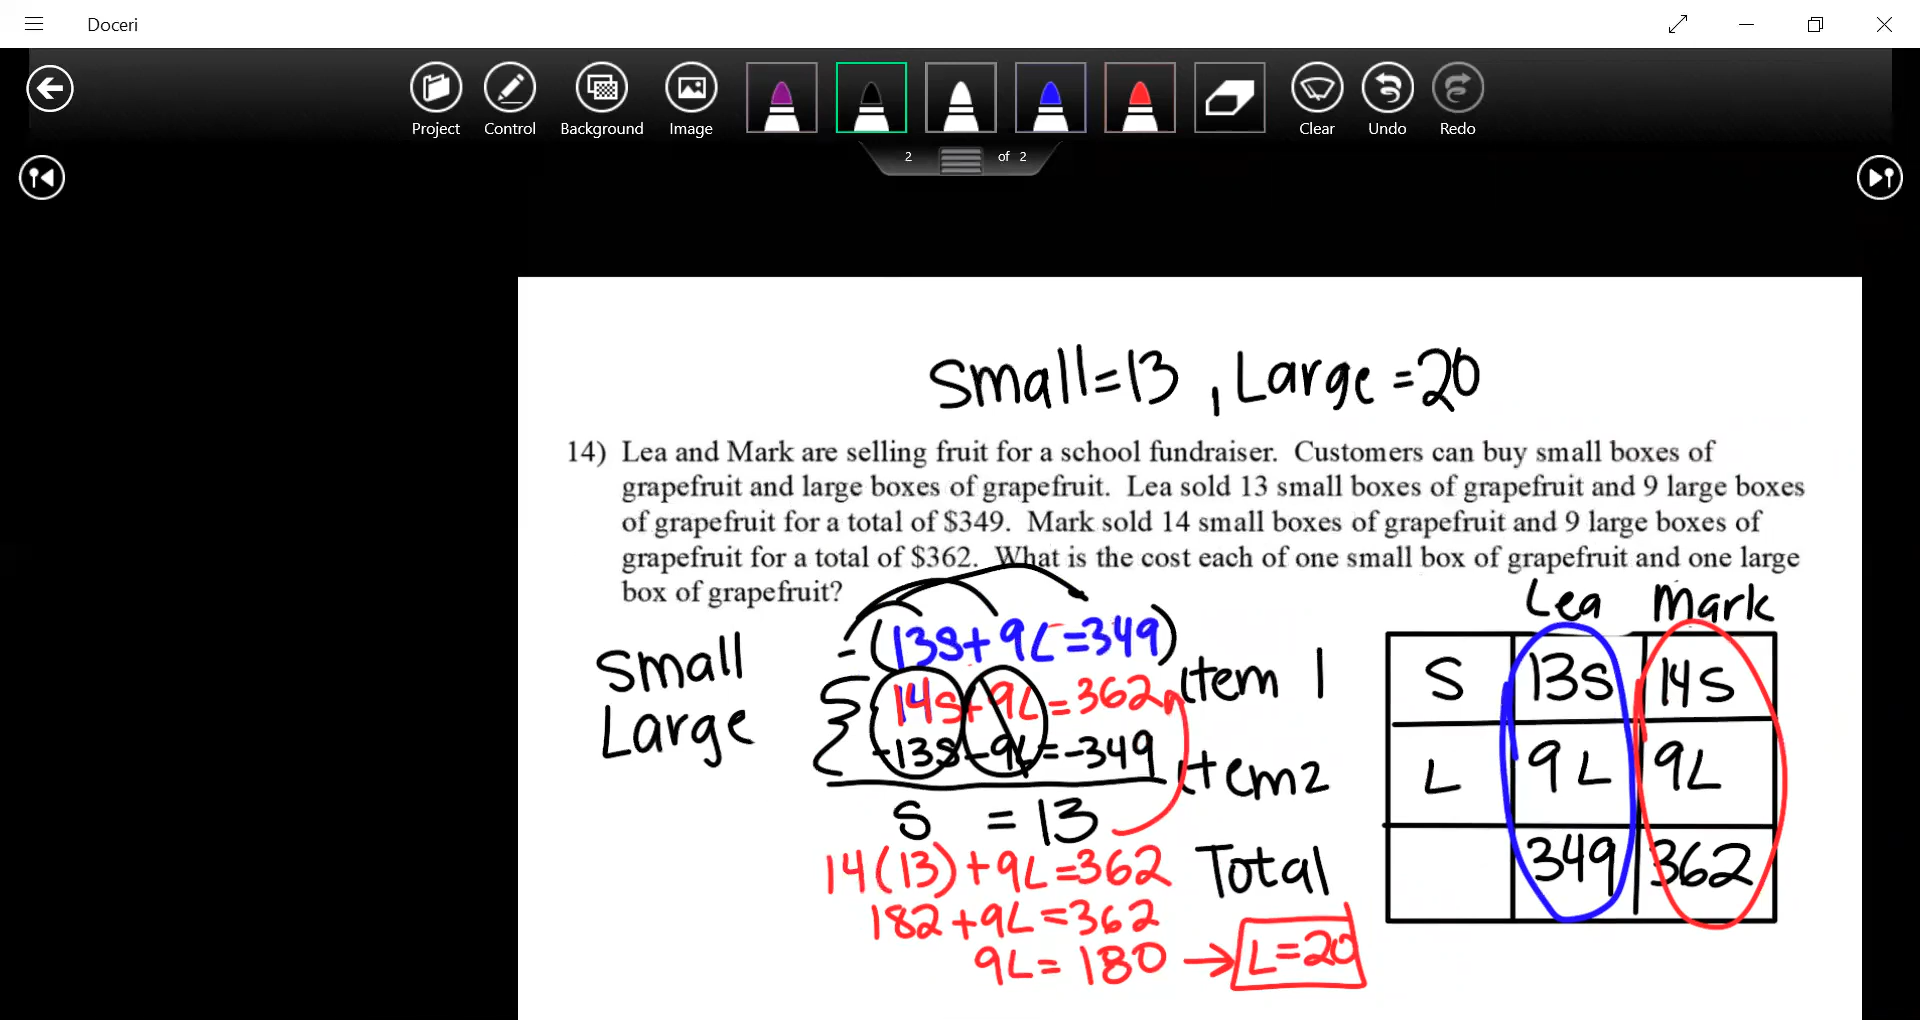 Doceri
Project Control Background Image Clear Undo Redo
2 of 2
Small=13 , Large =20
14) Lea and Mark are selling fruit for a school fundraiser. Customers can buy small boxes of
grapefruit and large boxes of grapefruit. Lea sold 13 small boxes of grapefruit and 9 large boxes
of grapefruit for a total of $349. Mark sold 14 small boxes of grapefruit and 9 large boxes of
grapefruit for a total of $362. What is the cost each of one small box of grapefruit and one large
box of grapefruit?
Small
Large
-(13s+9L=349)
14s+9L=362
-13s-9L=-349
s = 13
14(13)+9L=362
182+9L=362
9L=180 → L=20
Item 1
Item2
Total
Lea Mark
S 13s 14s
L 9L 9L
349 362